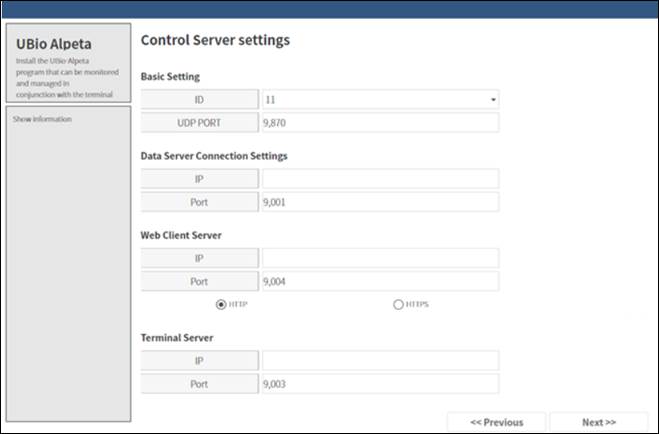 UBio Alpeta
Install the UBio-Alpeta
program that can be monitored
and managed in
conjunction with the terminal
Show information
Control Server settings
Basic Setting
ID 11
UDP PORT 9,870
Data Server Connection Settings
IP
Port 9,001
Web Client Server
IP
Port 9,004
HTTP HTTPS
Terminal Server
IP
Port 9,003
<< Previous Next >>